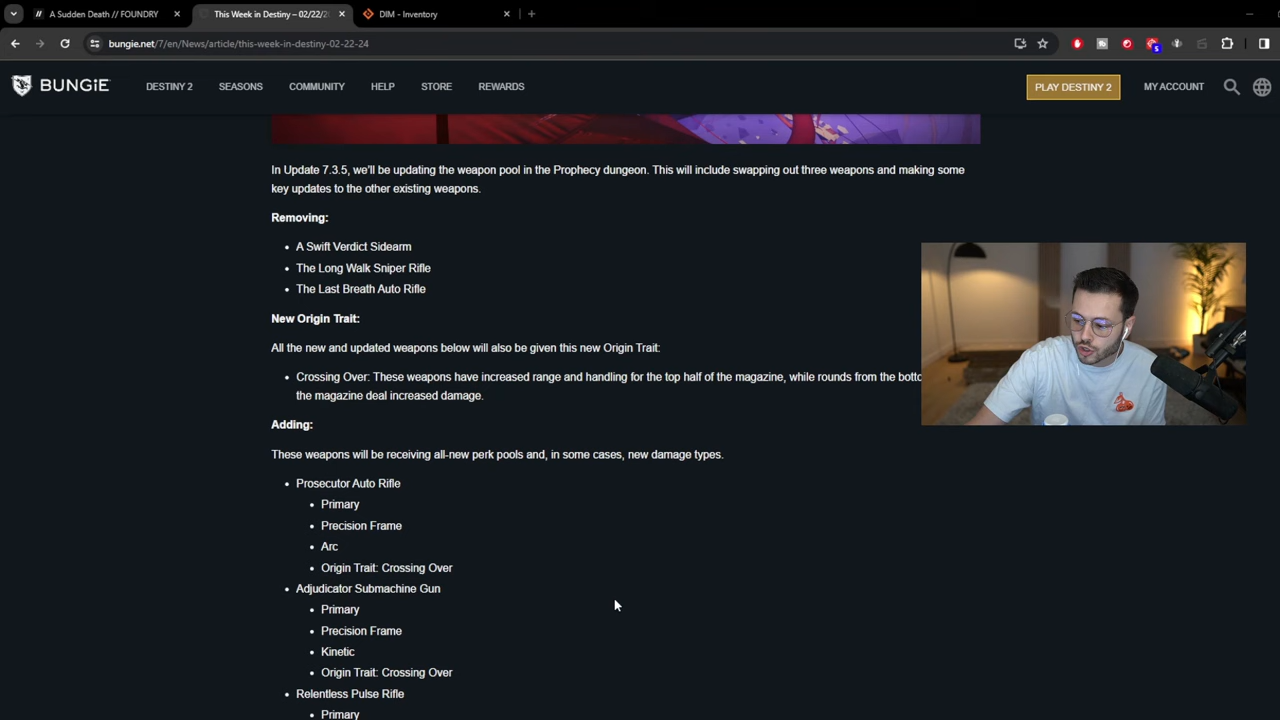 A Sudden Death // FOUNDRY
This Week in Destiny – 02/22/2
DIM - Inventory
bungie.net/7/en/News/article/this-week-in-destiny-02-22-24
BUNGiE
DESTINY 2
SEASONS
COMMUNITY
HELP
STORE
REWARDS
PLAY DESTINY 2
MY ACCOUNT
In Update 7.3.5, we'll be updating the weapon pool in the Prophecy dungeon. This will include swapping out three weapons and making some
key updates to the other existing weapons.
Removing:
• A Swift Verdict Sidearm
• The Long Walk Sniper Rifle
• The Last Breath Auto Rifle
New Origin Trait:
All the new and updated weapons below will also be given this new Origin Trait:
• Crossing Over: These weapons have increased range and handling for the top half of the magazine, while rounds from the botto
the magazine deal increased damage.
Adding:
These weapons will be receiving all-new perk pools and, in some cases, new damage types.
• Prosecutor Auto Rifle
• Primary
• Precision Frame
• Arc
• Origin Trait: Crossing Over
• Adjudicator Submachine Gun
• Primary
• Precision Frame
• Kinetic
• Origin Trait: Crossing Over
• Relentless Pulse Rifle
• Primary